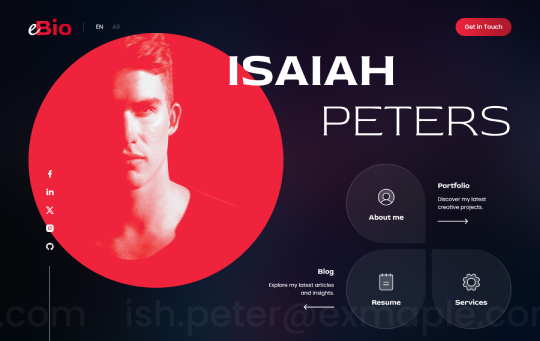 eBio
EN AR
Get in Touch
ISAIAH
PETERS
About me
Portfolio
Discover my latest
creative projects.
Blog
Explore my latest articles
and insights.
Resume
Services
.com ish.peter@exmaple.com